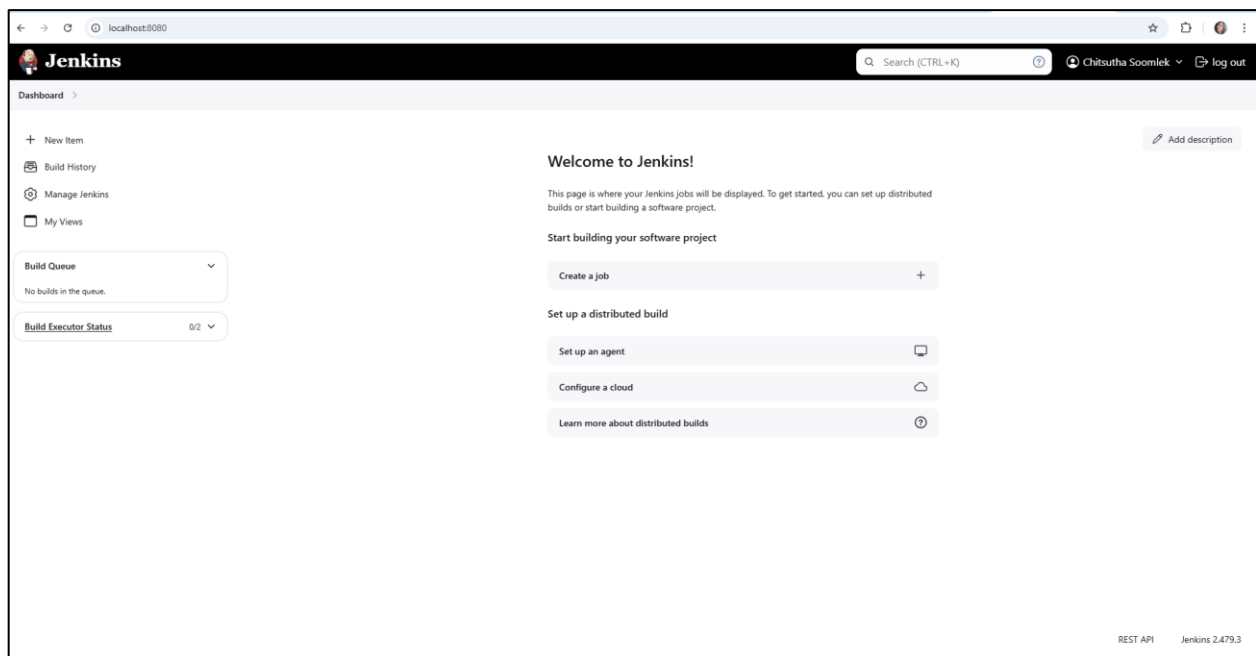 localhost:8080
Jenkins
Search (CTRL+K)
Chitsutha Soomlek
log out
Dashboard
New Item
Build History
Manage Jenkins
My Views
Build Queue
No builds in the queue.
Build Executor Status
0/2
Add description
Welcome to Jenkins!
This page is where your Jenkins jobs will be displayed. To get started, you can set up distributed
builds or start building a software project.
Start building your software project
Create a job
Set up a distributed build
Set up an agent
Configure a cloud
Learn more about distributed builds
REST API
Jenkins 2.479.3